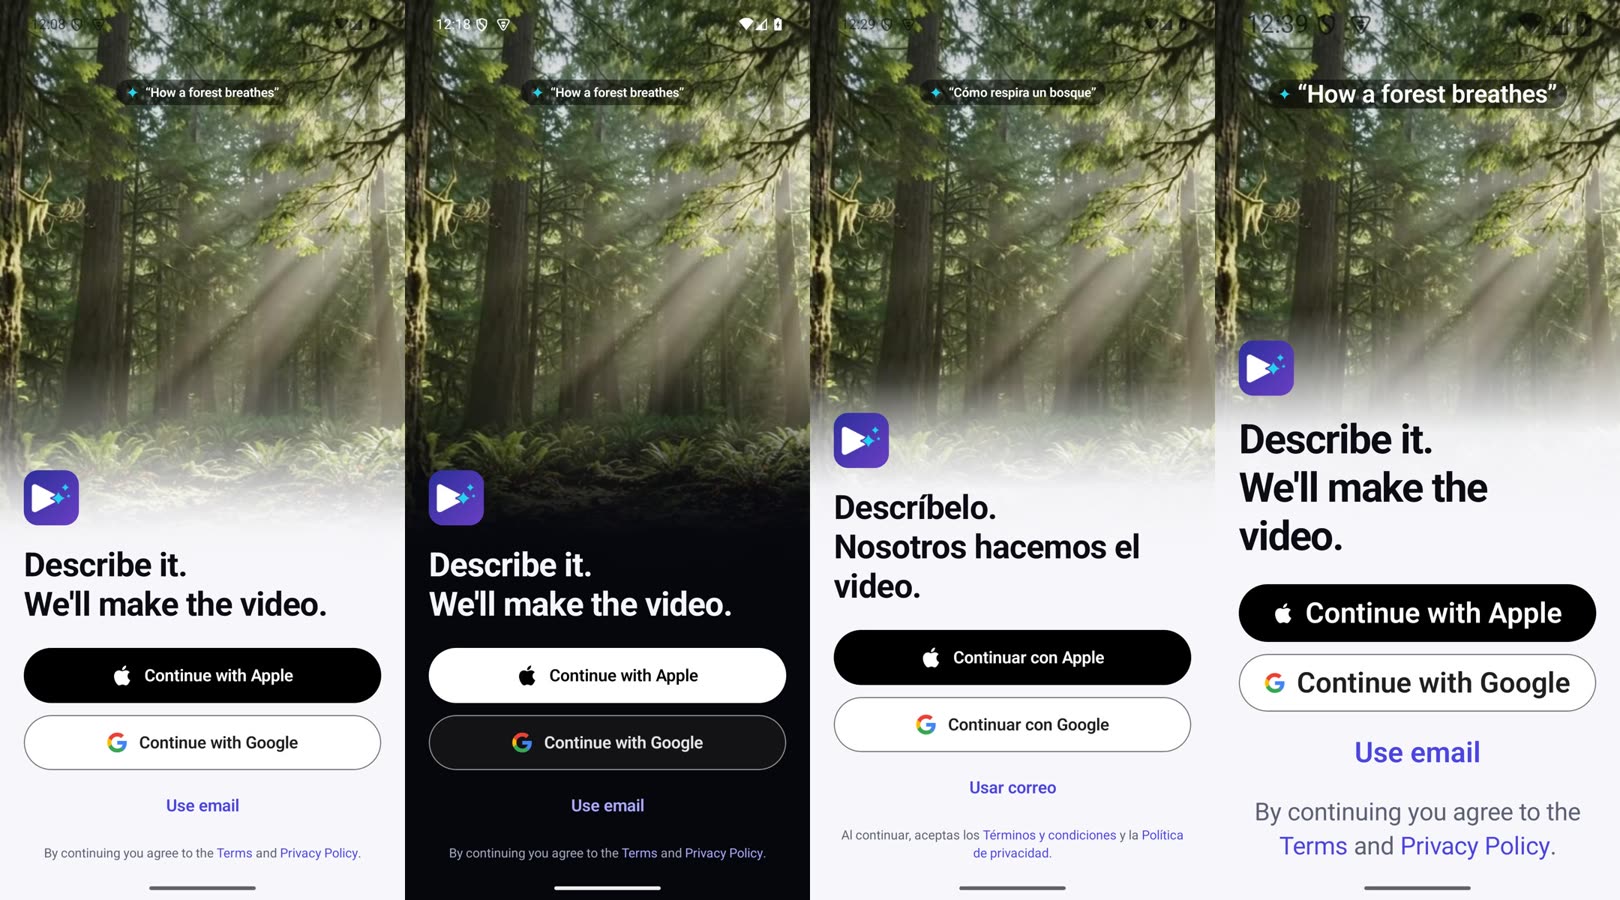 12:08
“How a forest breathes”
Describe it.
We'll make the video.
Continue with Apple
Continue with Google
Use email
By continuing you agree to the Terms and Privacy Policy.
12:18
“How a forest breathes”
Describe it.
We'll make the video.
Continue with Apple
Continue with Google
Use email
By continuing you agree to the Terms and Privacy Policy.
12:29
“Cómo respira un bosque”
Descríbelo.
Nosotros hacemos el
video.
Continuar con Apple
Continuar con Google
Usar correo
Al continuar, aceptas los Términos y condiciones y la Política
de privacidad.
12:39
“How a forest breathes”
Describe it.
We'll make the
video.
Continue with Apple
Continue with Google
Use email
By continuing you agree to the
Terms and Privacy Policy.